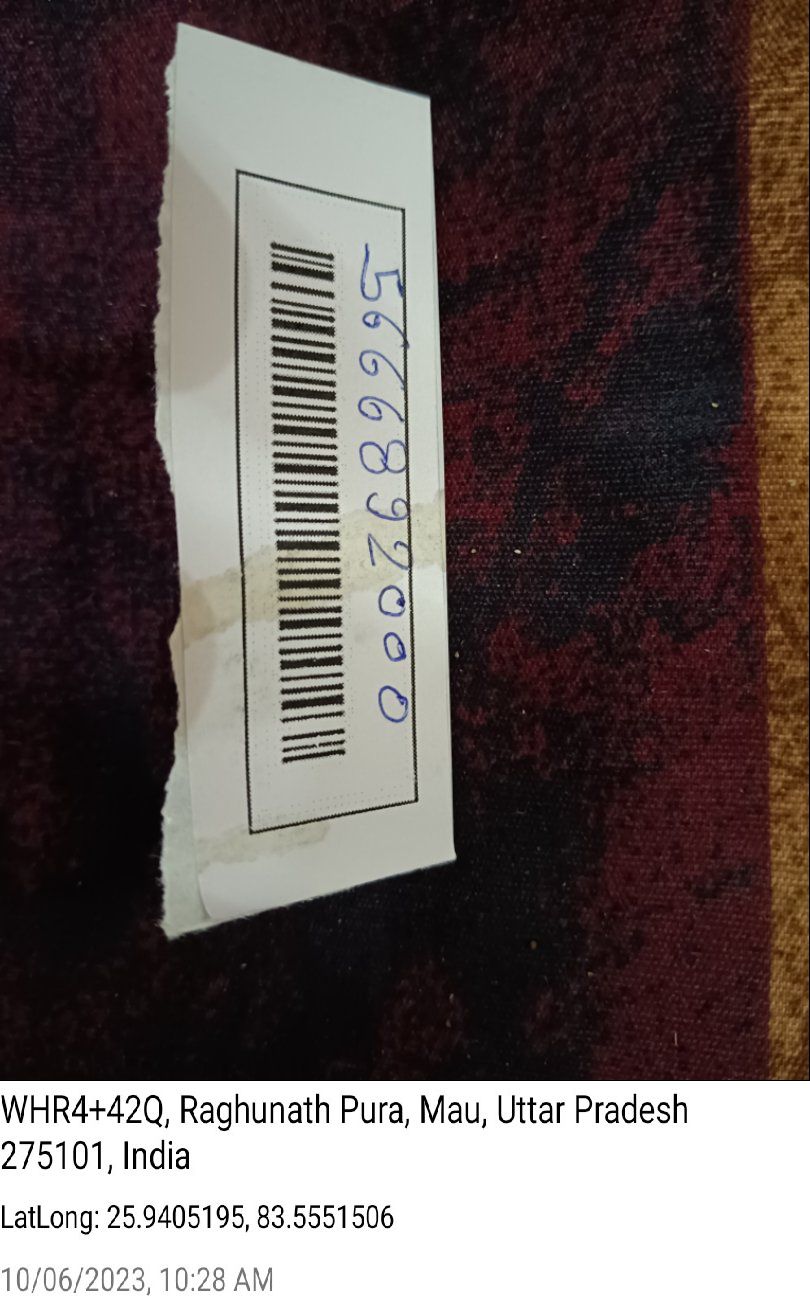 5666892000
WHR4+42Q, Raghunath Pura, Mau, Uttar Pradesh
275101, India
LatLong: 25.9405195, 83.5551506
10/06/2023, 10:28 AM